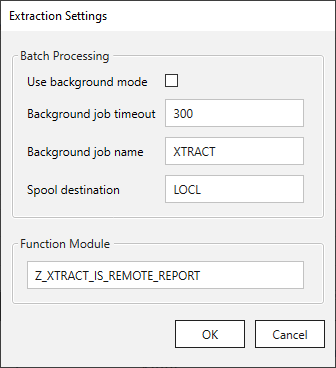 Extraction Settings
Batch Processing
Use background mode
Background job timeout 300
Background job name XTRACT
Spool destination LOCL
Function Module
Z_XTRACT_IS_REMOTE_REPORT
OK Cancel